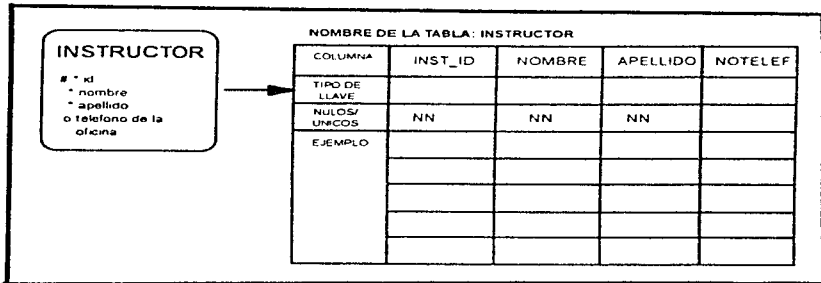 NOMBRE DE LA TABLA: INSTRUCTOR
INSTRUCTOR
# * id
* nombre
* apellido
o telefono de la
oficina
COLUMNA INST_ID NOMBRE APELLIDO NOTELEF
TIPO DE
LLAVE
NULOS/
UNICOS NN NN NN
EJEMPLO